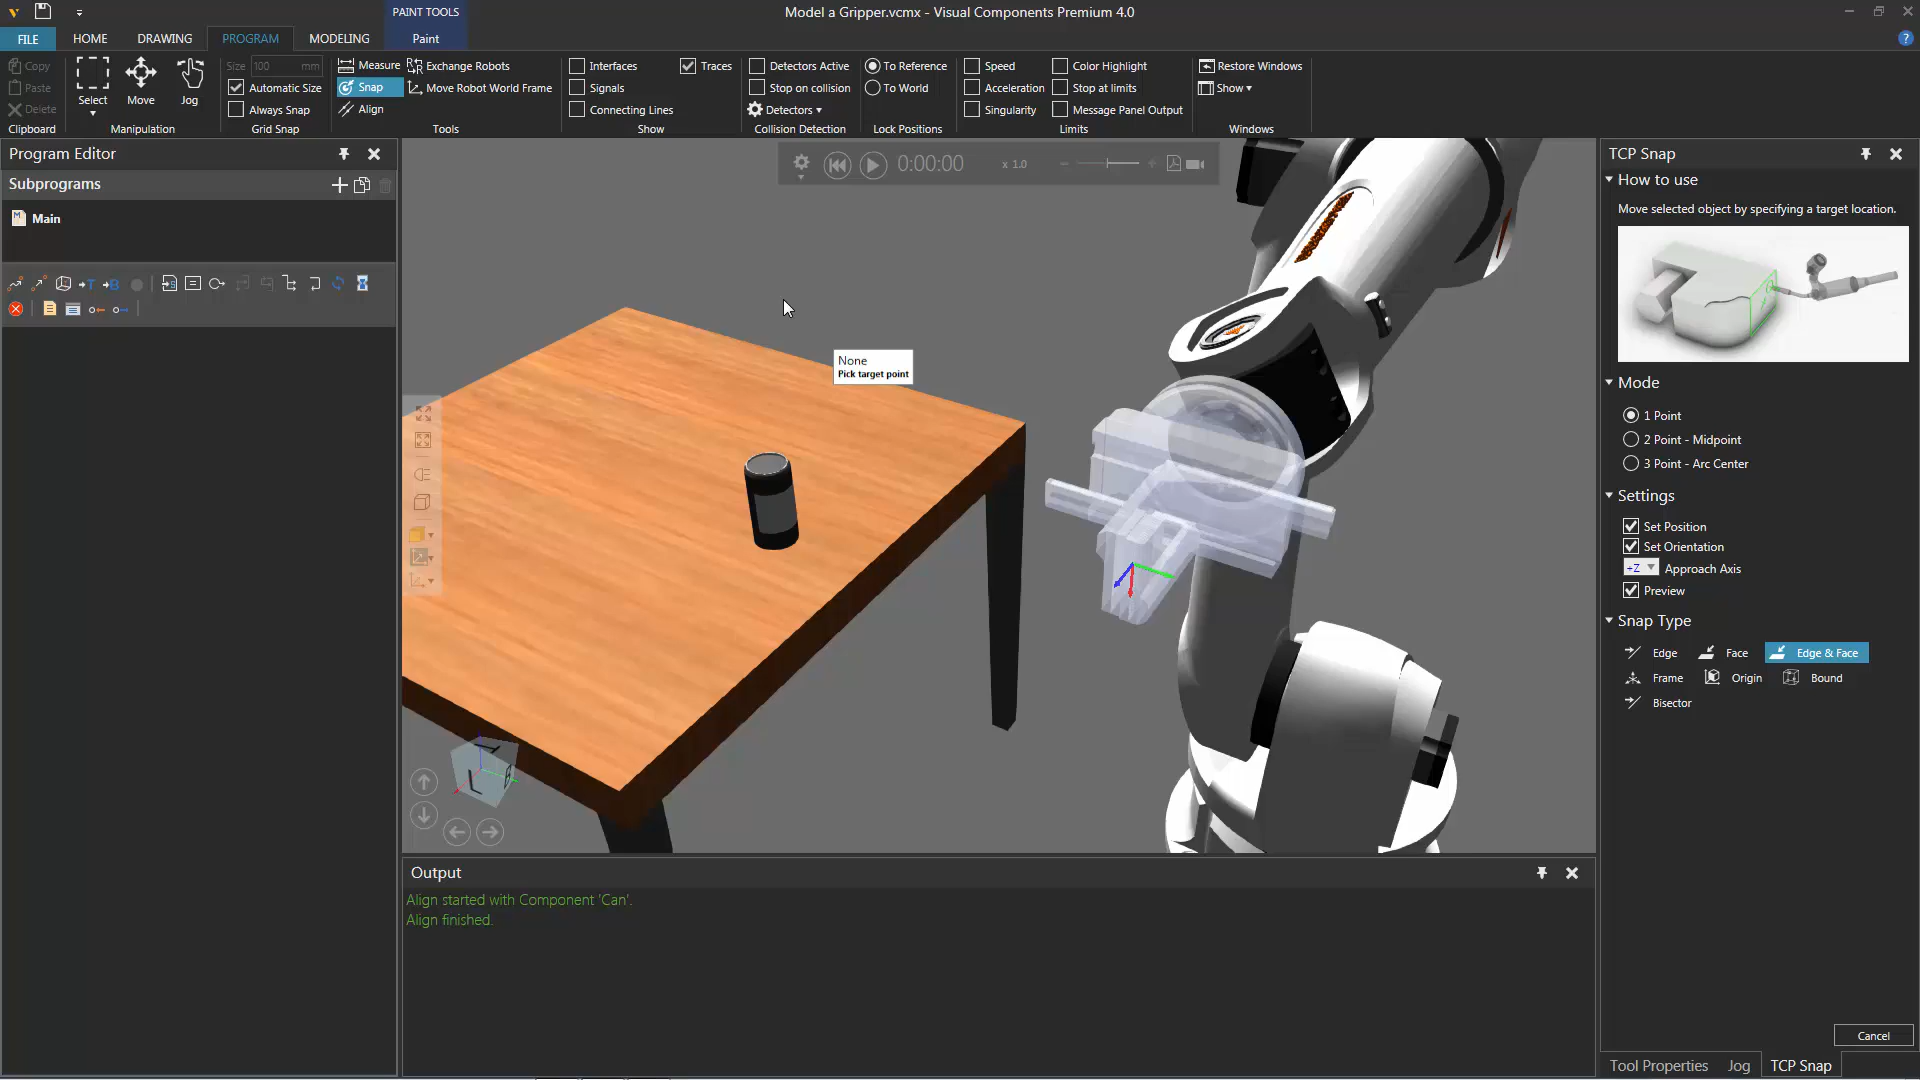 PAINT TOOLS
Model a Gripper.vcmx - Visual Components Premium 4.0
FILE HOME DRAWING PROGRAM MODELING Paint
Copy
Paste
Delete
Clipboard
Select
Move
Jog
Manipulation
Size 100 mm
Automatic Size
Always Snap
Grid Snap
Measure
Snap
Align
Exchange Robots
Move Robot World Frame
Tools
Interfaces
Signals
Connecting Lines
Traces
Show
Detectors Active
Stop on collision
Detectors
Collision Detection
To Reference
To World
Lock Positions
Speed
Acceleration
Singularity
Color Highlight
Stop at limits
Message Panel Output
Limits
Restore Windows
Show
Windows
Program Editor
Subprograms
Main
0:00:00
x 1.0
None
Pick target point
Output
Align started with Component 'Can'.
Align finished.
TCP Snap
How to use
Move selected object by specifying a target location.
Mode
1 Point
2 Point - Midpoint
3 Point - Arc Center
Settings
Set Position
Set Orientation
+Z Approach Axis
Preview
Snap Type
Edge Face Edge & Face
Frame Origin Bound
Bisector
Cancel
Tool Properties Jog TCP Snap